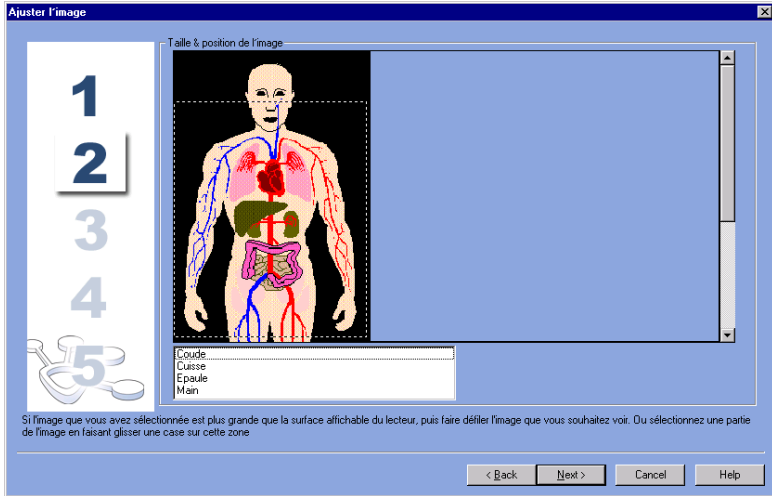 Ajuster l'image
Taille & position de l'image
1
2
3
4
5
Coude
Cuisse
Epaule
Main
Si l'image que vous avez sélectionnée est plus grande que la surface affichable du lecteur, puis faire défiler l'image que vous souhaitez voir. Ou sélectionnez une partie
de l'image en faisant glisser une case sur cette zone
< Back
Next >
Cancel
Help